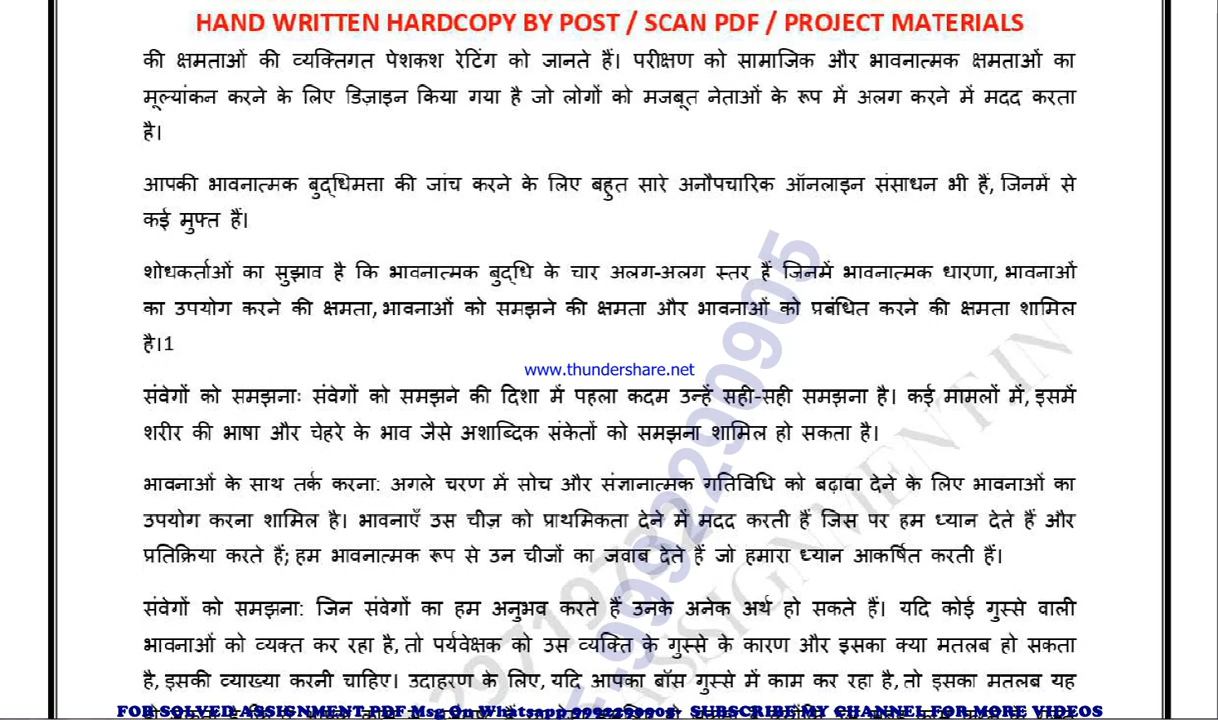 HAND WRITTEN HARDCOPY BY POST / SCAN PDF / PROJECT MATERIALS
की क्षमताओं की व्यक्तिगत पेशकश रेटिंग को जानते हैं। परीक्षण को सामाजिक और भावनात्मक क्षमताओं का
मूल्यांकन करने के लिए डिज़ाइन किया गया है जो लोगों को मजबूत नेताओं के रूप में अलग करने में मदद करता
है।
आपकी भावनात्मक बुद्धिमत्ता की जांच करने के लिए बहुत सारे अनौपचारिक ऑनलाइन संसाधन भी हैं, जिनमें से
कई मुफ्त हैं।
शोधकर्ताओं का सुझाव है कि भावनात्मक बुद्धि के चार अलग-अलग स्तर हैं जिनमें भावनात्मक धारणा, भावनाओं
का उपयोग करने की क्षमता, भावनाओं को समझने की क्षमता और भावनाओं को प्रबंधित करने की क्षमता शामिल
है।1
www.thundershare.net
संवेगों को समझनाः संवेगों को समझने की दिशा में पहला कदम उन्हें सही-सही समझना है। कई मामलों में, इसमें
शरीर की भाषा और चेहरे के भाव जैसे अशाब्दिक संकेतों को समझना शामिल हो सकता है।
भावनाओं के साथ तर्क करना: अगले चरण में सोच और संज्ञानात्मक गतिविधि को बढ़ावा देने के लिए भावनाओं का
उपयोग करना शामिल है। भावनाएँ उस चीज़ को प्राथमिकता देने में मदद करती हैं जिस पर हम ध्यान देते हैं और
प्रतिक्रिया करते हैं; हम भावनात्मक रूप से उन चीजों का जवाब देते हैं जो हमारा ध्यान आकर्षित करती हैं।
संवेगों को समझना: जिन संवेगों का हम अनुभव करते हैं उनके अनेक अर्थ हो सकते हैं। यदि कोई गुस्से वाली
भावनाओं को व्यक्त कर रहा है, तो पर्यवेक्षक को उस व्यक्ति के गुस्से के कारण और इसका क्या मतलब हो सकता
है, इसकी व्याख्या करनी चाहिए। उदाहरण के लिए, यदि आपका बॉस गुस्से में काम कर रहा है, तो इसका मतलब यह
FOR SOLVED ASSIGNMENT PDF Msg On Whatsapp 9992290905 SUBSCRIBE MY CHANNEL FOR MORE VIDEOS